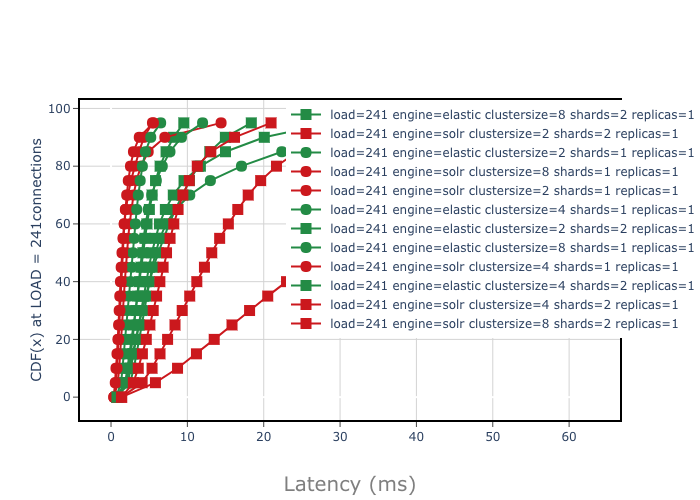 100
80
60
40
20
0
CDF(x) at LOAD = 241connections
load=241 engine=elastic clustersize=8 shards=2 replicas=1
load=241 engine=solr clustersize=2 shards=2 replicas=1
load=241 engine=elastic clustersize=2 shards=1 replicas=1
load=241 engine=solr clustersize=8 shards=1 replicas=1
load=241 engine=solr clustersize=2 shards=1 replicas=1
load=241 engine=elastic clustersize=4 shards=1 replicas=1
load=241 engine=elastic clustersize=2 shards=2 replicas=1
load=241 engine=elastic clustersize=8 shards=1 replicas=1
load=241 engine=solr clustersize=4 shards=1 replicas=1
load=241 engine=elastic clustersize=4 shards=2 replicas=1
load=241 engine=solr clustersize=4 shards=2 replicas=1
load=241 engine=solr clustersize=8 shards=2 replicas=1
0 10 20 30 40 50 60
Latency (ms)